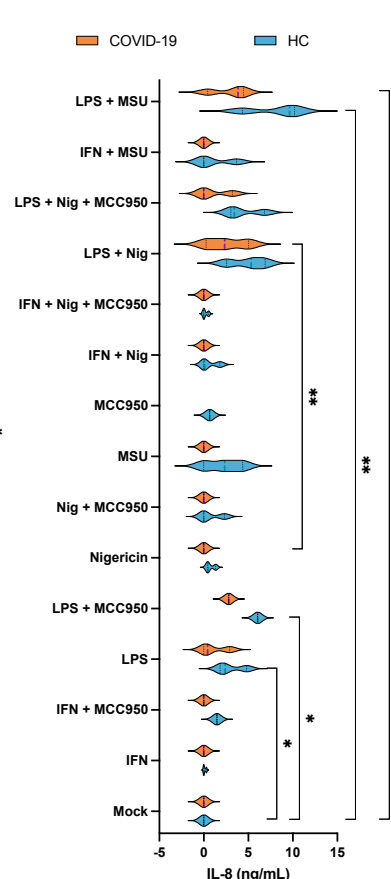 COVID-19 HC
LPS + MSU
IFN + MSU
LPS + Nig + MCC950
LPS + Nig
IFN + Nig + MCC950
IFN + Nig
MCC950
MSU
Nig + MCC950
Nigericin
LPS + MCC950
LPS
IFN + MCC950
IFN
Mock
**
**
*
*
-5 0 5 10 15
IL-8 (ng/mL)